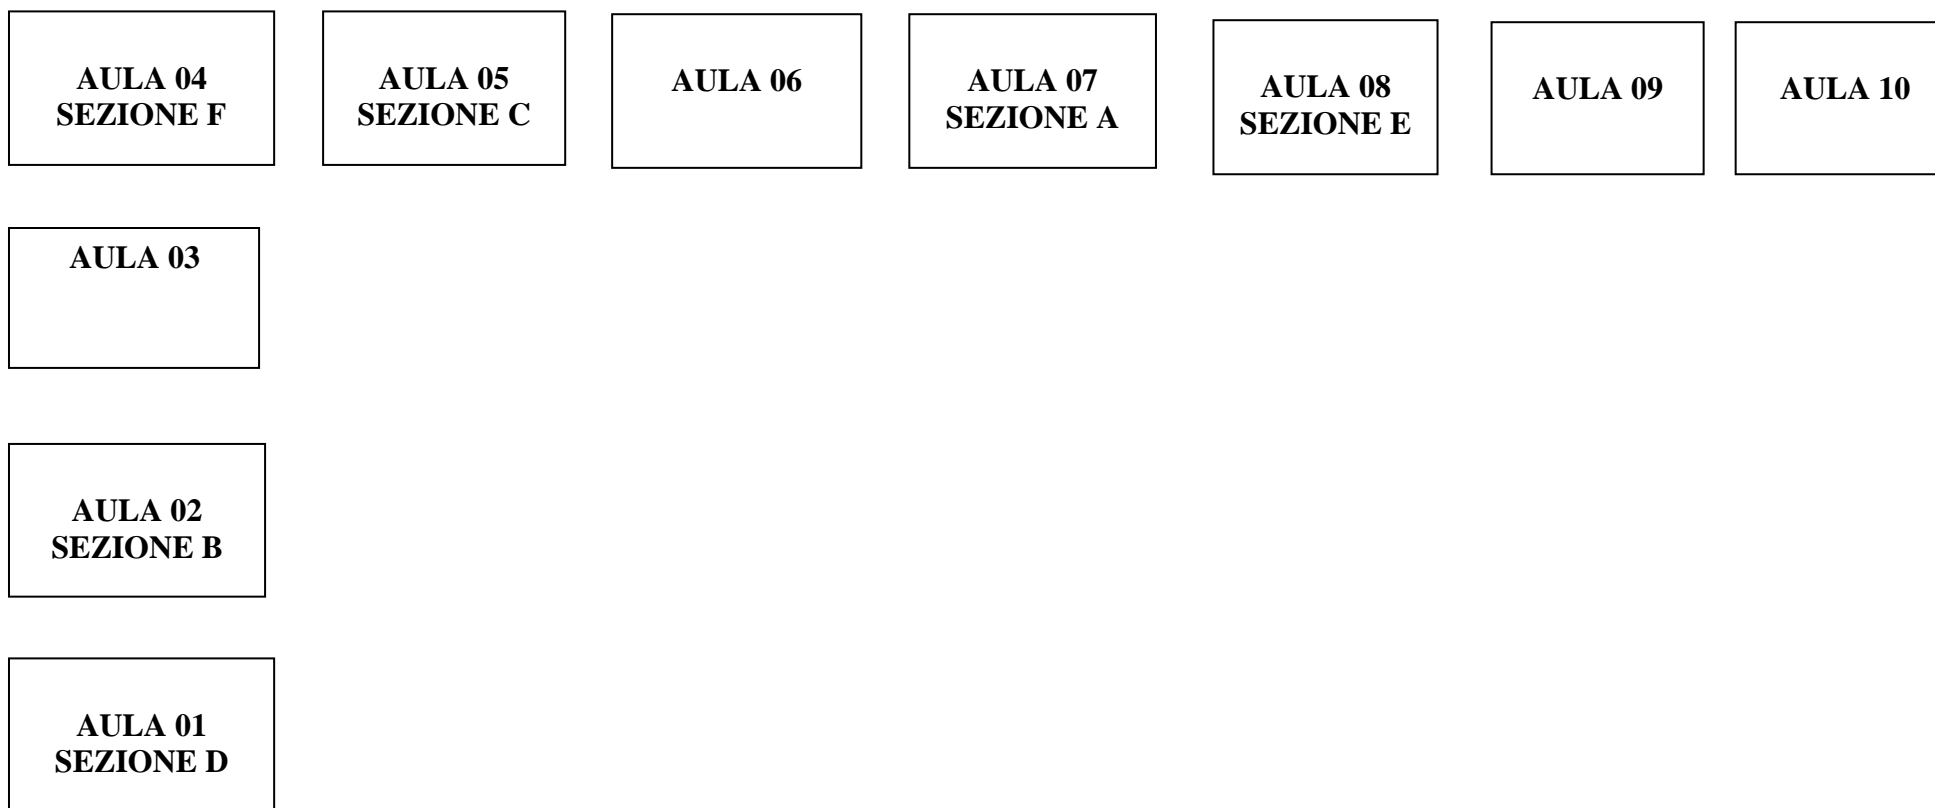 AULA 04
SEZIONE F
AULA 05
SEZIONE C
AULA 06
AULA 07
SEZIONE A
AULA 08
SEZIONE E
AULA 09
AULA 10
AULA 03
AULA 02
SEZIONE B
AULA 01
SEZIONE D